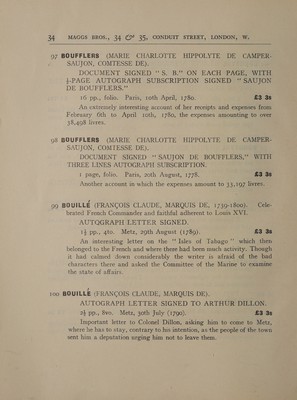 34 MAGGS BROS., 34 & 35, CONDUIT STREET, LONDON, W.
97 BOUFFLERS (MARIE CHARLOTTE HIPPOLYTE DE CAMPER-
SAUJON, COMTESSE DE).
DOCUMENT SIGNED " S. B." ON EACH PAGE, WITH
½-PAGE AUTOGRAPH SUBSCRIPTION SIGNED " SAUJON
DE BOUFFLERS."
16 pp., folio. Paris, 10th April, 1780. £3 3s
An extremely interesting account of her receipts and expenses from
February 6th to April 10th, 1780, the expenses amounting to over
38,498 livres.
98 BOUFFLERS (MARIE CHARLOTTE HIPPOLYTE DE CAMPER-
SAUJON, COMTESSE DE).
DOCUMENT SIGNED " SAUJON DE BOUFFLERS," WITH
THREE LINES AUTOGRAPH SUBSCRIPTION.
1 page, folio. Paris, 20th August, 1778. £3 3s
Another account in which the expenses amount to 33,197 livres.
99 BOUILLÉ (FRANÇOIS CLAUDE, MARQUIS DE, 1739-1800). Cele-
brated French Commander and faithful adherent to Louis XVI.
AUTOGRAPH LETTER SIGNED.
1½ pp., 4to. Metz, 29th August (1789). £3 3s
An interesting letter on the " Isles of Tabago " which then
belonged to the French and where these had been much activity. Though
it had calmed down considerably the writer is afraid of the bad
characters there and asked the Committee of the Marine to examine
the state of affairs.
100 BOUILLÉ (FRANÇOIS CLAUDE, MARQUIS DE).
AUTOGRAPH LETTER SIGNED TO ARTHUR DILLON.
2½ pp., 8vo. Metz, 30th July (1790). £3 3s
Important letter to Colonel Dillon, asking him to come to Metz,
where he has to stay, contrary to his intention, as the people of the town
sent him a deputation urging him not to leave them.